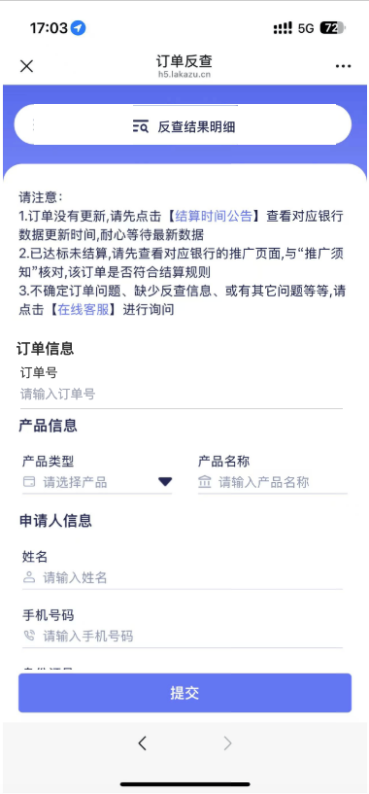 17:03
5G 72
订单反查
h5.lakazu.cn
反查结果明细
请注意:
1.订单没有更新,请先点击【结算时间公告】查看对应银行
数据更新时间,耐心等待最新数据
2.已达标未结算,请先查看对应银行的推广页面,与“推广须
知”核对,该订单是否符合结算规则
3.不确定订单问题、缺少反查信息、或有其它问题等等,请
点击【在线客服】进行询问
订单信息
订单号
请输入订单号
产品信息
产品类型 产品名称
请选择产品 请输入产品名称
申请人信息
姓名
请输入姓名
手机号码
请输入手机号码
提交